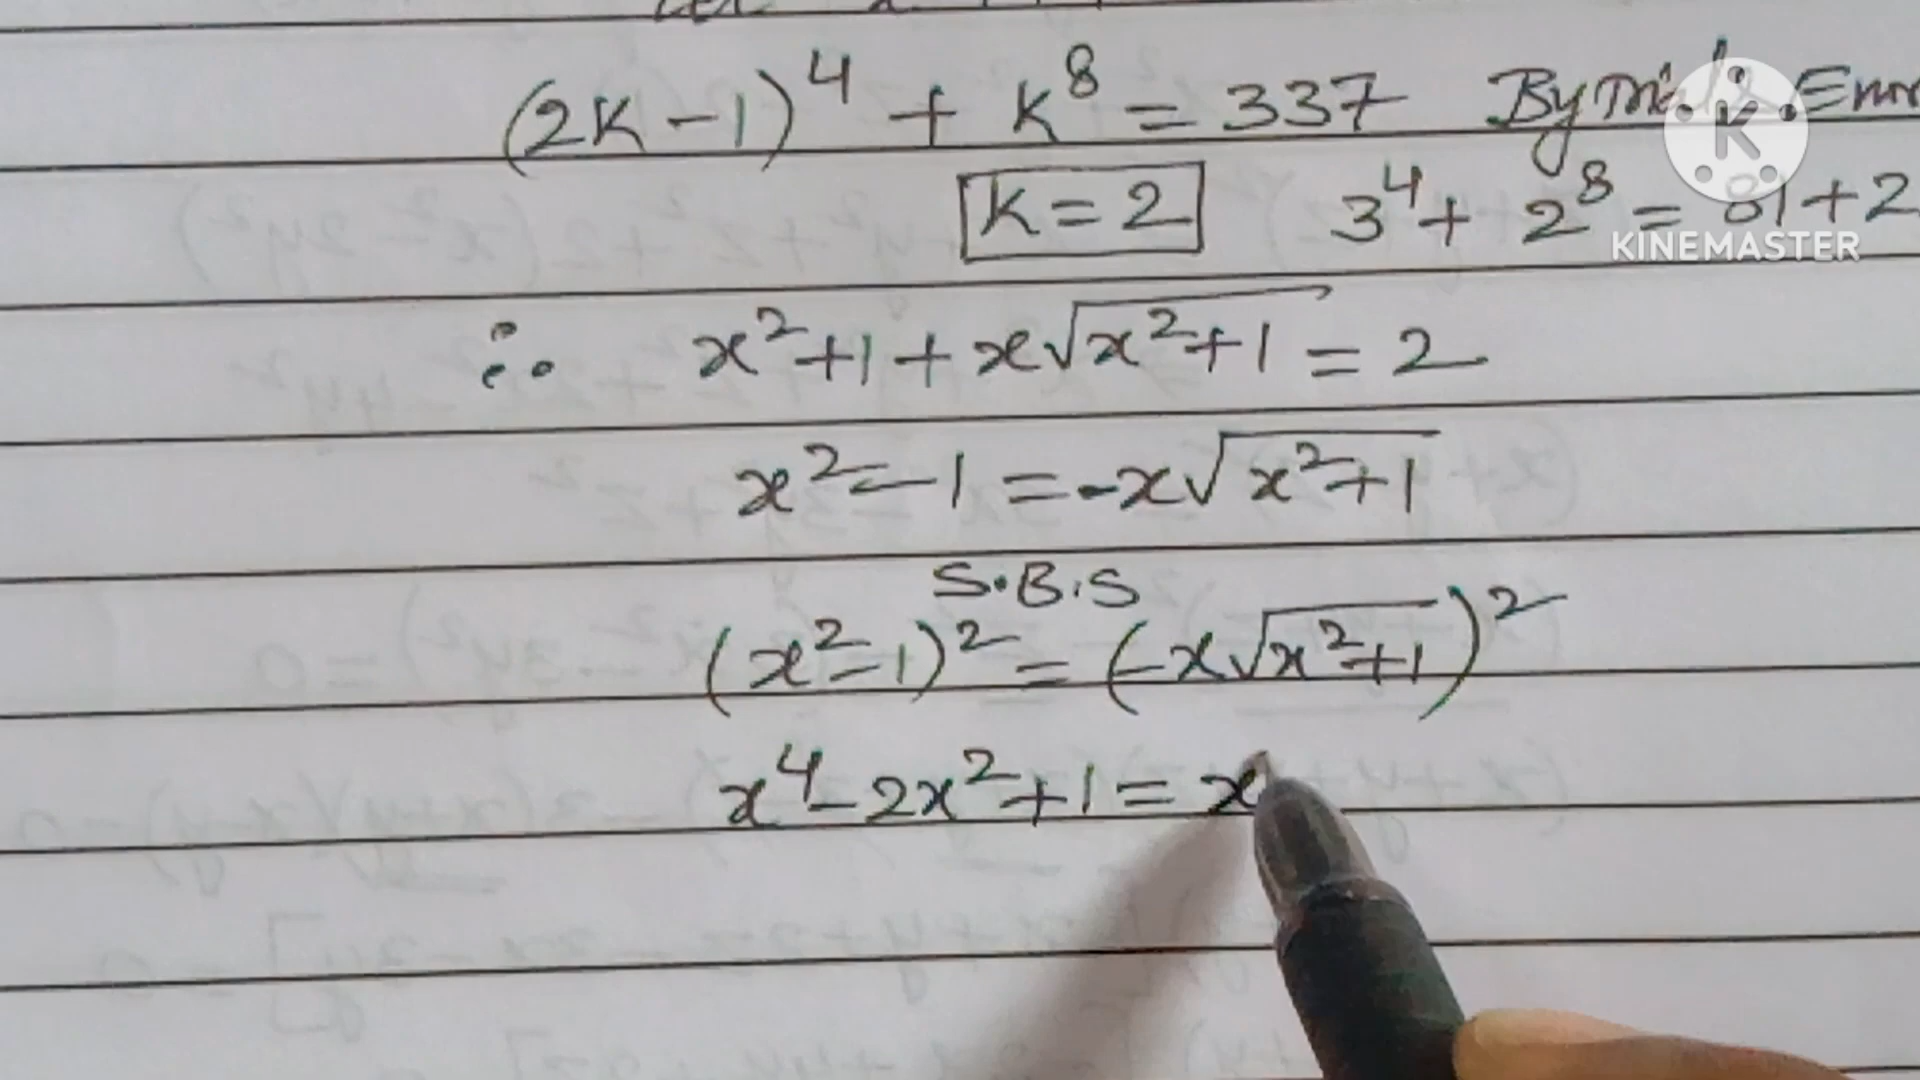 (2K-1)⁴ + K⁸ = 337 By
K = 2 3⁴ + 2⁸ = 81 + 2
KINEMASTER
∴ x²+1+x√(x²+1) = 2
x²-1 = -x√(x²+1)
S.B.S
(x²-1)² = (-x√(x²+1))²
x⁴-2x²+1 = x